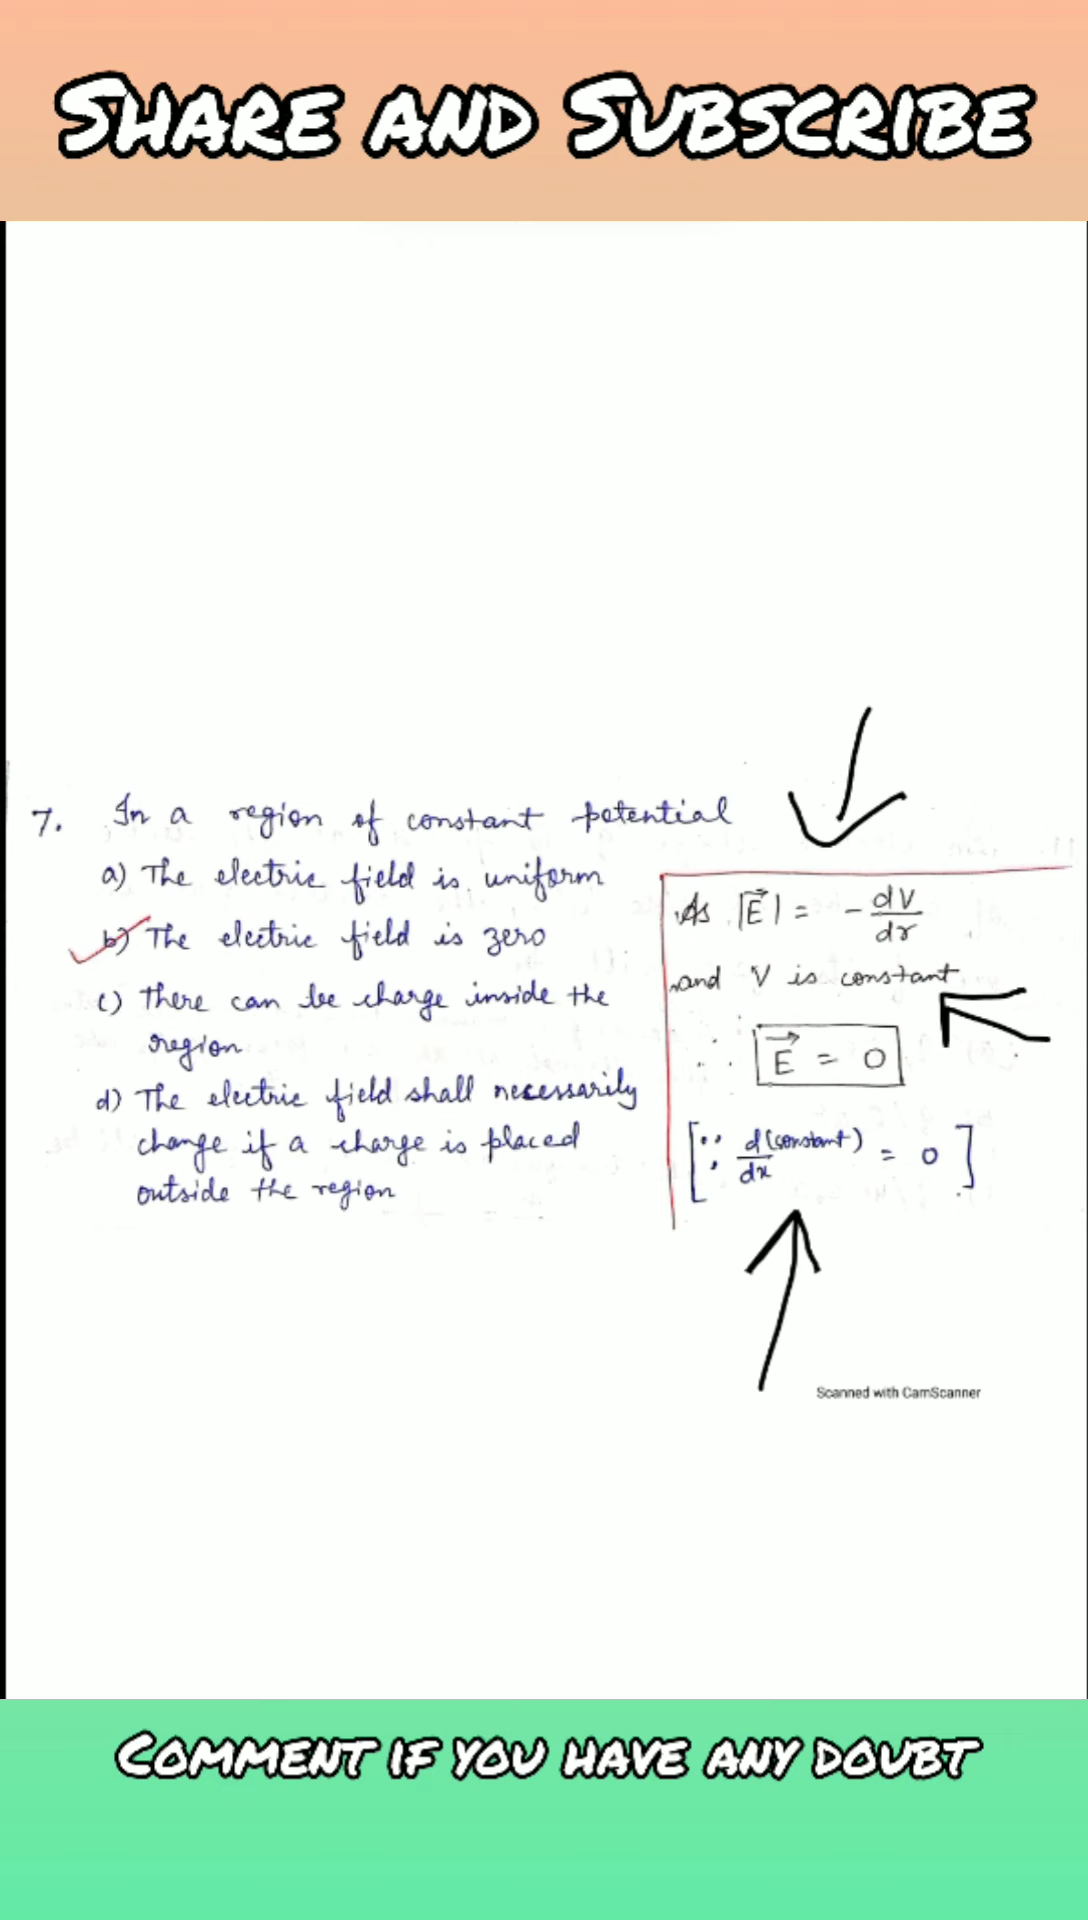 SHARE AND SUBSCRIBE
7. In a region of constant potential
a) The electric field is uniform
b) The electric field is zero
c) There can be charge inside the
region
d) The electric field shall necessarily
change if a charge is placed
outside the region
As |E⃗| = - dV/dr
and V is constant
∴ E⃗ = 0
[∵ d(constant)/dx = 0]
Scanned with CamScanner
COMMENT IF YOU HAVE ANY DOUBT